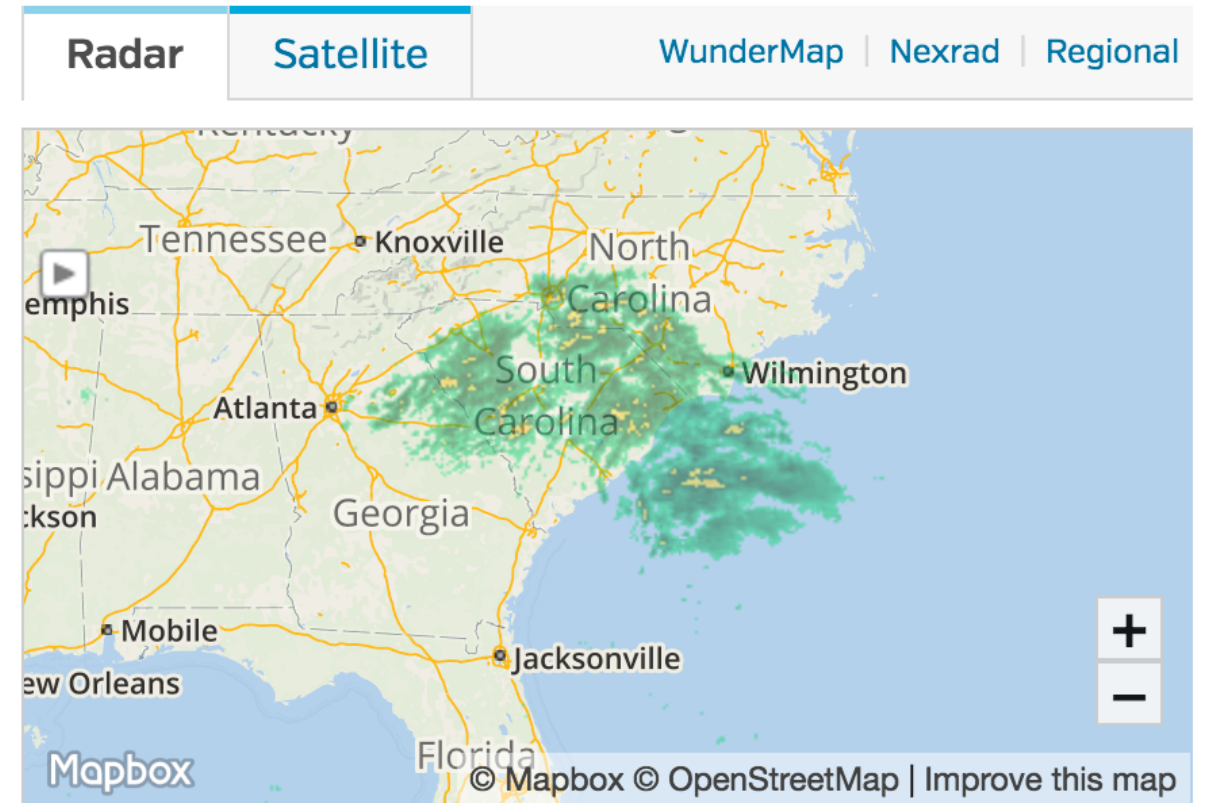 Radar
Satellite
WunderMap
Nexrad
Regional
Kentucky
Tennessee
Knoxville
North
Carolina
emphis
South
Carolina
Wilmington
Atlanta
sippi
Alabama
ckson
Georgia
Mobile
Jacksonville
ew Orleans
Florida
+
−
Mapbox
© Mapbox © OpenStreetMap | Improve this map